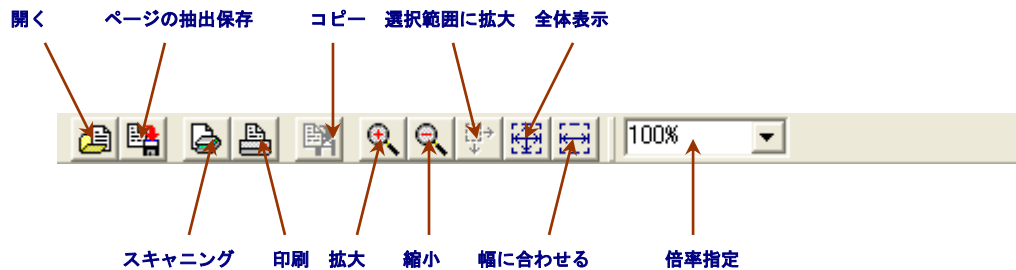 開く ページの抽出保存 コピー 選択範囲に拡大 全体表示
100%
スキャニング 印刷 拡大 縮小 幅に合わせる 倍率指定